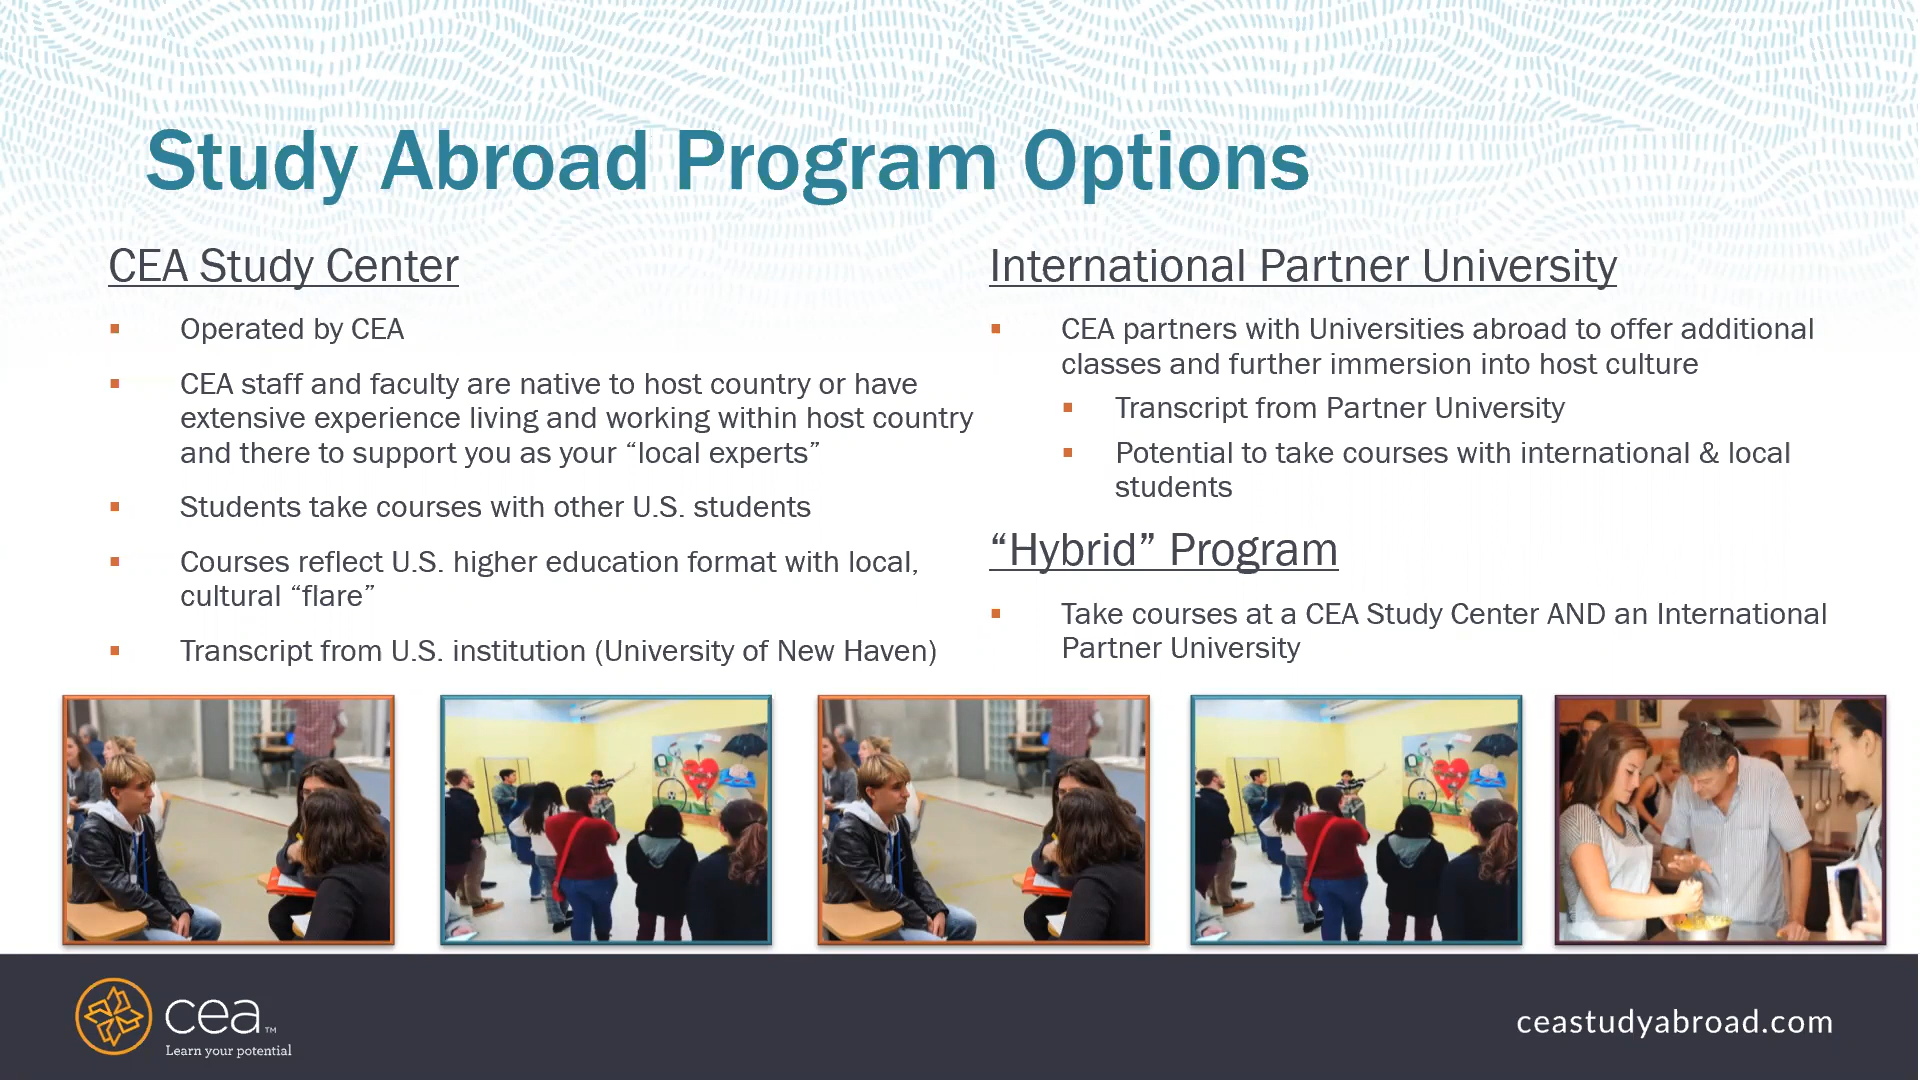 Study Abroad Program Options
CEA Study Center
▪ Operated by CEA
▪ CEA staff and faculty are native to host country or have
extensive experience living and working within host country
and there to support you as your “local experts”
▪ Students take courses with other U.S. students
▪ Courses reflect U.S. higher education format with local,
cultural “flare”
▪ Transcript from U.S. institution (University of New Haven)
International Partner University
▪ CEA partners with Universities abroad to offer additional
classes and further immersion into host culture
▪ Transcript from Partner University
▪ Potential to take courses with international & local
students
“Hybrid” Program
▪ Take courses at a CEA Study Center AND an International
Partner University
cea™
Learn your potential
ceastudyabroad.com